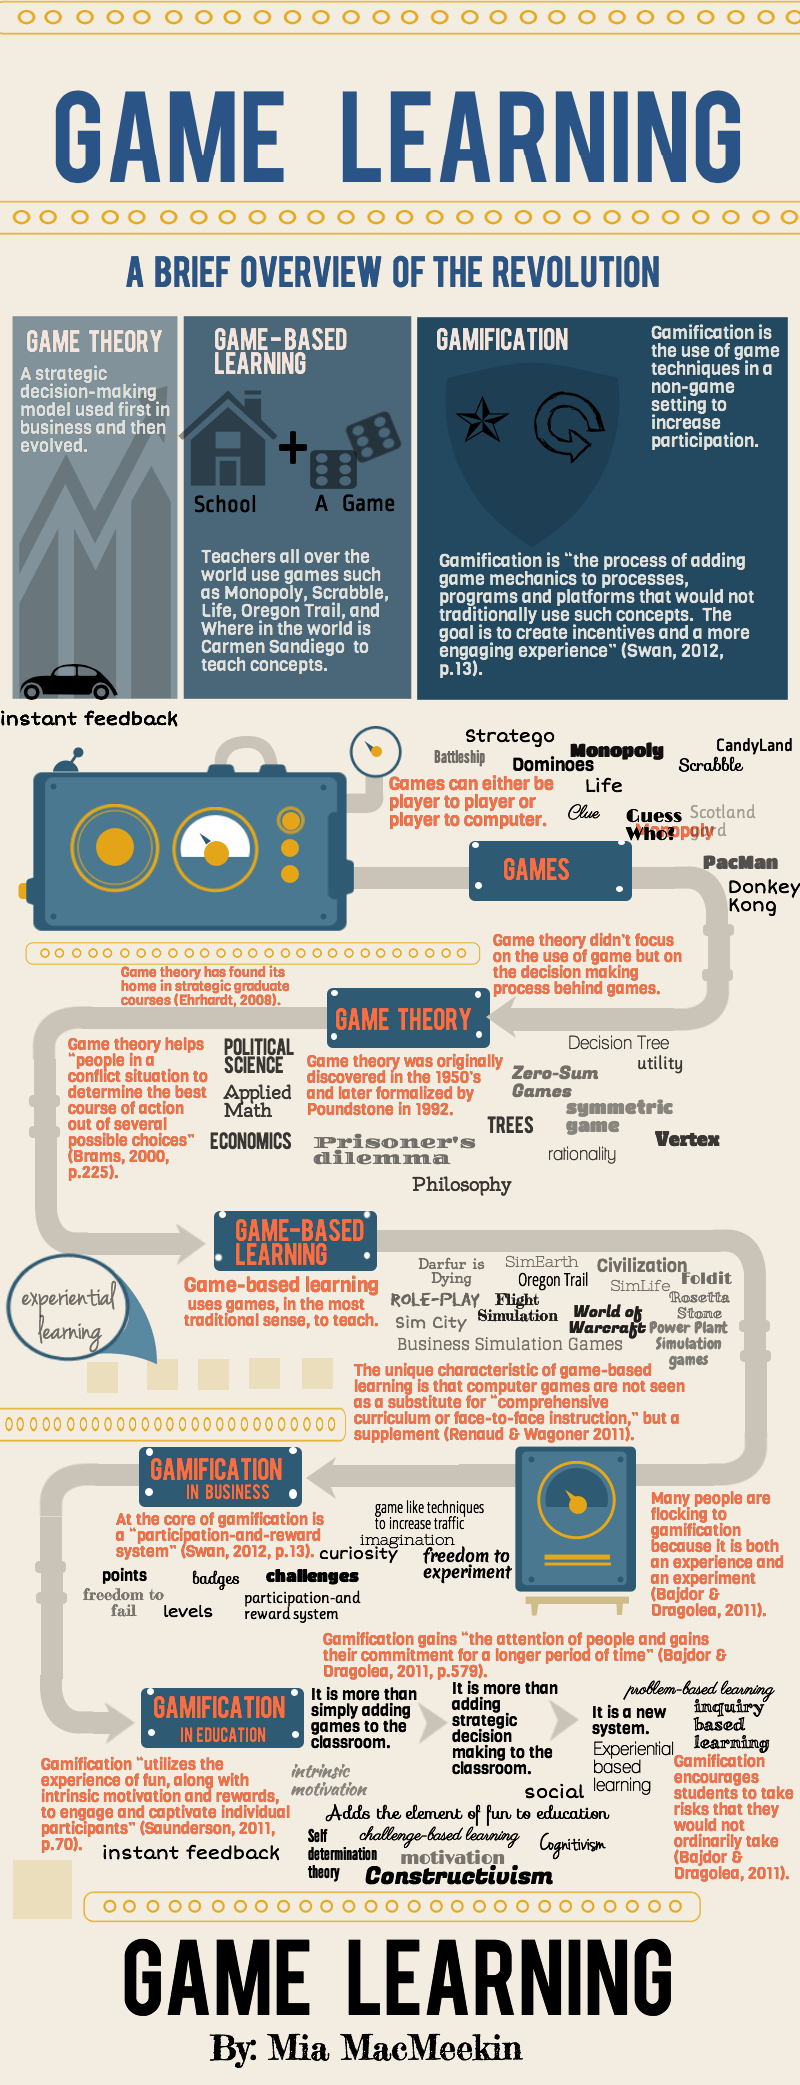 GAME LEARNING
A BRIEF OVERVIEW OF THE REVOLUTION
GAME THEORY
A strategic
decision-making
model used first in
business and then
evolved.
GAME-BASED
LEARNING
School
+
A Game
Teachers all over the
world use games such
as Monopoly, Scrabble,
Life, Oregon Trail, and
Where in the world is
Carmen Sandiego to
teach concepts.
GAMIFICATION
Gamification is
the use of game
techniques in a
non-game
setting to
increase
participation.
Gamification is "the process of adding
game mechanics to processes,
programs and platforms that would not
traditionally use such concepts. The
goal is to create incentives and a more
engaging experience" (Swan, 2012,
p.13).
instant feedback
Stratego
Battleship
Monopoly
CandyLand
Dominoes
Scrabble
Games can either be
player to player or
player to computer.
Life
Clue
Guess
Who?
Monopoly
Scotland
GAMES
PacMan
Donkey
Kong
Game theory didn't focus
on the use of game but on
the decision making
process behind games.
Game theory has found its
home in strategic graduate
courses (Ehrhardt, 2008).
GAME THEORY
Game theory helps
"people in a
conflict situation to
determine the best
course of action
out of several
possible choices"
(Brams, 2000,
p.225).
POLITICAL
SCIENCE
Applied
Math
ECONOMICS
Game theory was originally
discovered in the 1950's
and later formalized by
Poundstone in 1992.
Prisoner's
dilemma
Philosophy
Decision Tree
utility
Zero-Sum
Games
symmetric
game
TREES
Vertex
rationality
GAME-BASED
LEARNING
experiential
learning
Game-based learning
uses games, in the most
traditional sense, to teach.
Darfur is
Dying
SimEarth
Civilization
Oregon Trail
SimLife
Foldit
ROLE-PLAY
Flight
Simulation
Rosetta
Stone
Sim City
World of
Warcraft
Power Plant
Simulation
games
Business Simulation Games
The unique characteristic of game-based
learning is that computer games are not seen
as a substitute for "comprehensive
curriculum or face-to-face instruction," but a
supplement (Renaud & Wagoner 2011).
GAMIFICATION
IN BUSINESS
At the core of gamification is
a "participation-and-reward
system" (Swan, 2012, p.13).
game like techniques
to increase traffic
imagination
curiosity
freedom to
experiment
points
badges
challenges
freedom to
fail
levels
participation-and
reward system
Many people are
flocking to
gamification
because it is both
an experience and
an experiment
(Bajdor &
Dragolea, 2011).
Gamification gains "the attention of people and gains
their commitment for a longer period of time" (Bajdor &
Dragolea, 2011, p.579).
GAMIFICATION
IN EDUCATION
It is more than
simply adding
games to the
classroom.
It is more than
adding
strategic
decision
making to the
classroom.
It is a new
system.
problem-based learning
inquiry
based
learning
Experiential
based
learning
Gamification "utilizes the
experience of fun, along with
intrinsic motivation and rewards,
to engage and captivate individual
participants" (Saunderson, 2011,
p.70).
intrinsic
motivation
social
Gamification
encourages
students to take
risks that they
would not
ordinarily take
(Bajdor &
Dragolea, 2011).
Adds the element of fun to education
Self
determination
theory
challenge-based learning
Cognitivism
motivation
instant feedback
Constructivism
GAME LEARNING
By: Mia MacMeekin